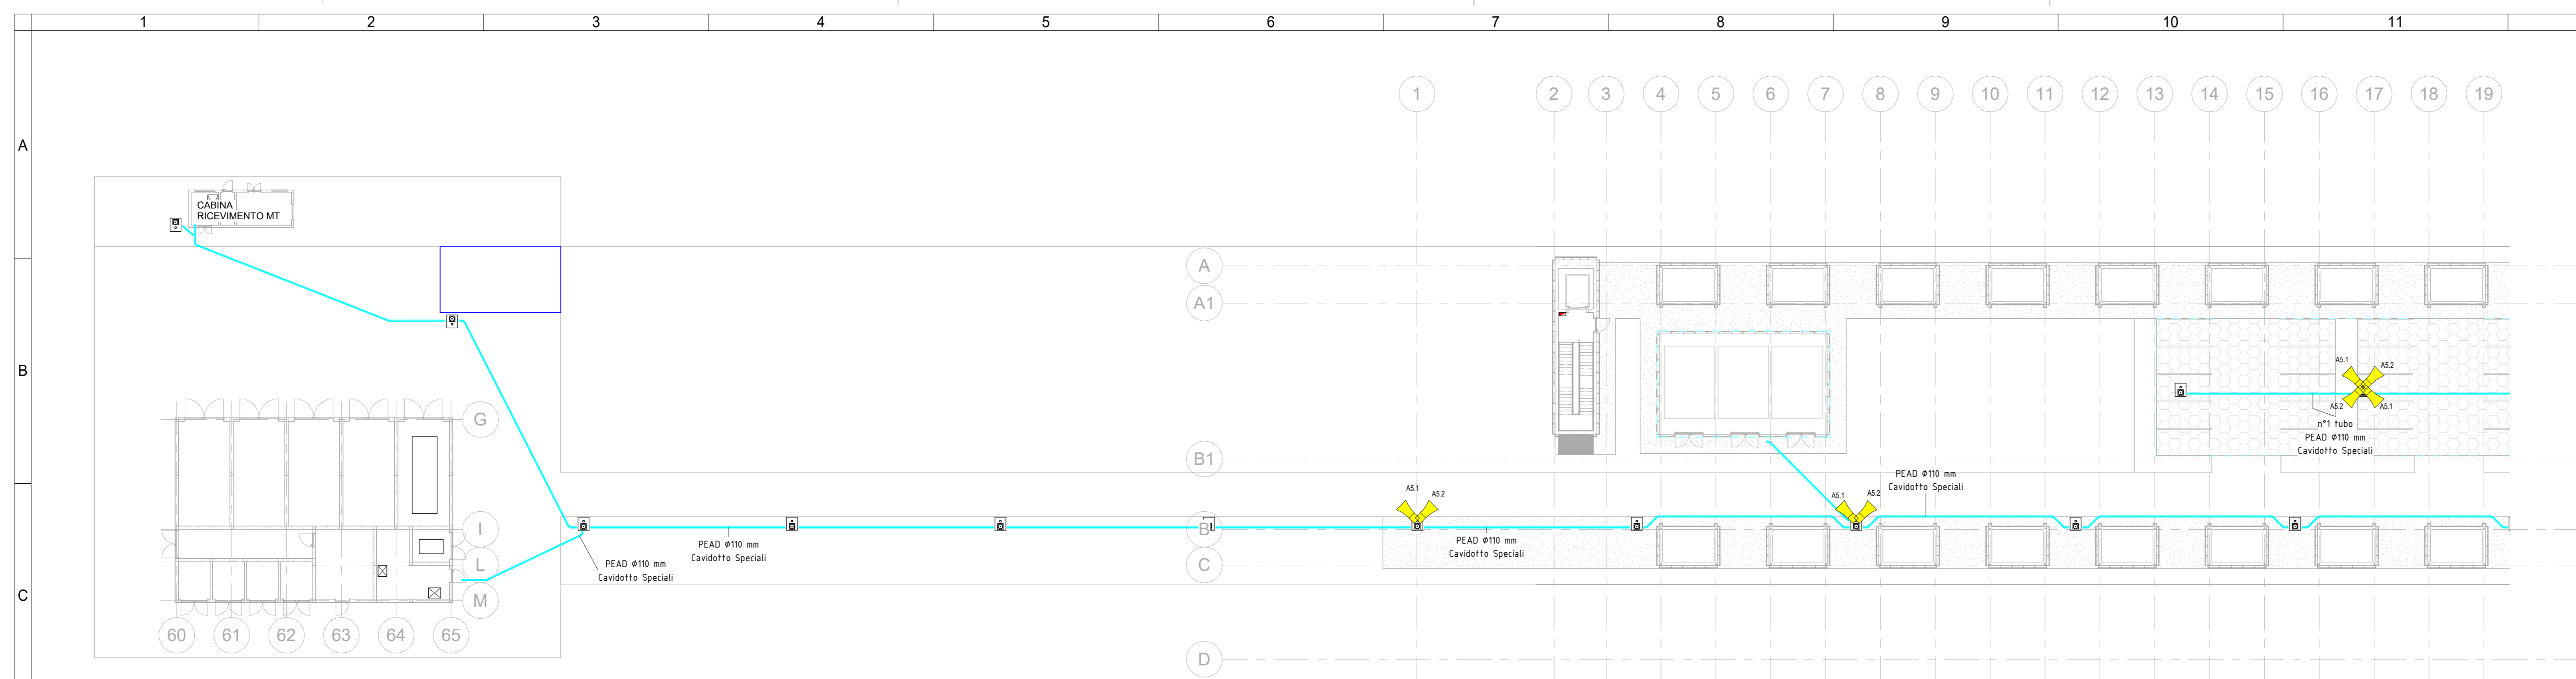 1 2 3 4 5 6 7 8 9 10 11
1 2 3 4 5 6 7 8 9 10 11 12 13 14 15 16 17 18 19
A
CABINA
RICEVIMENTO MT
A
A1
B
A5.1
A5.2
A5.2
A5.1
n°1 tubo
PEAD Ø110 mm
Cavidotto Speciali
G
B1
PEAD Ø110 mm
Cavidotto Speciali
A5.1
A5.2
A5.1
A5.2
I
B
PEAD Ø110 mm
Cavidotto Speciali
PEAD Ø110 mm
Cavidotto Speciali
PEAD Ø110 mm
Cavidotto Speciali
L
C
M
C
60 61 62 63 64 65
D